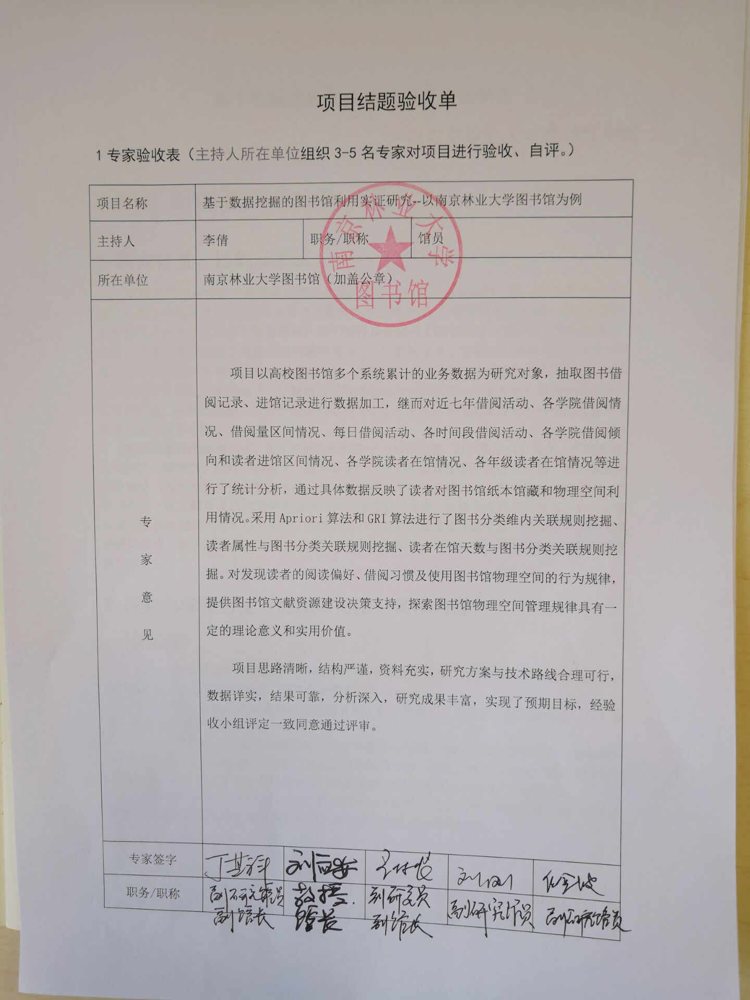 项目结题验收单
1 专家验收表（主持人所在单位组织 3-5 名专家对项目进行验收、自评。）
项目名称 基于数据挖掘的图书馆利用实证研究--以南京林业大学图书馆为例
主持人 李倩 职务/职称 馆员
所在单位 南京林业大学图书馆（加盖公章）
南京林业大学
图书馆
专家意见
项目以高校图书馆多个系统累计的业务数据为研究对象，抽取图书借
阅记录、进馆记录进行数据加工，继而对近七年借阅活动、各学院借阅情
况、借阅量区间情况、每日借阅活动、各时间段借阅活动、各学院借阅倾
向和读者进馆区间情况、各学院读者在馆情况、各年级读者在馆情况等进
行了统计分析，通过具体数据反映了读者对图书馆纸本馆藏和物理空间利
用情况。采用 Apriori 算法和 GRI 算法进行了图书分类维内关联规则挖掘、
读者属性与图书分类关联规则挖掘、读者在馆天数与图书分类关联规则挖
掘。对发现读者的阅读偏好、借阅习惯及使用图书馆物理空间的行为规律，
提供图书馆文献资源建设决策支持，探索图书馆物理空间管理规律具有一
定的理论意义和实用价值。
项目思路清晰，结构严谨，资料充实，研究方案与技术路线合理可行，
数据详实，结果可靠，分析深入，研究成果丰富，实现了预期目标，经验
收小组评定一致同意通过评审。
专家签字 刘刚
职务/职称 副研究馆员 教授 副研究员 副研究馆员 副研究馆员
副馆长 馆长 副馆长